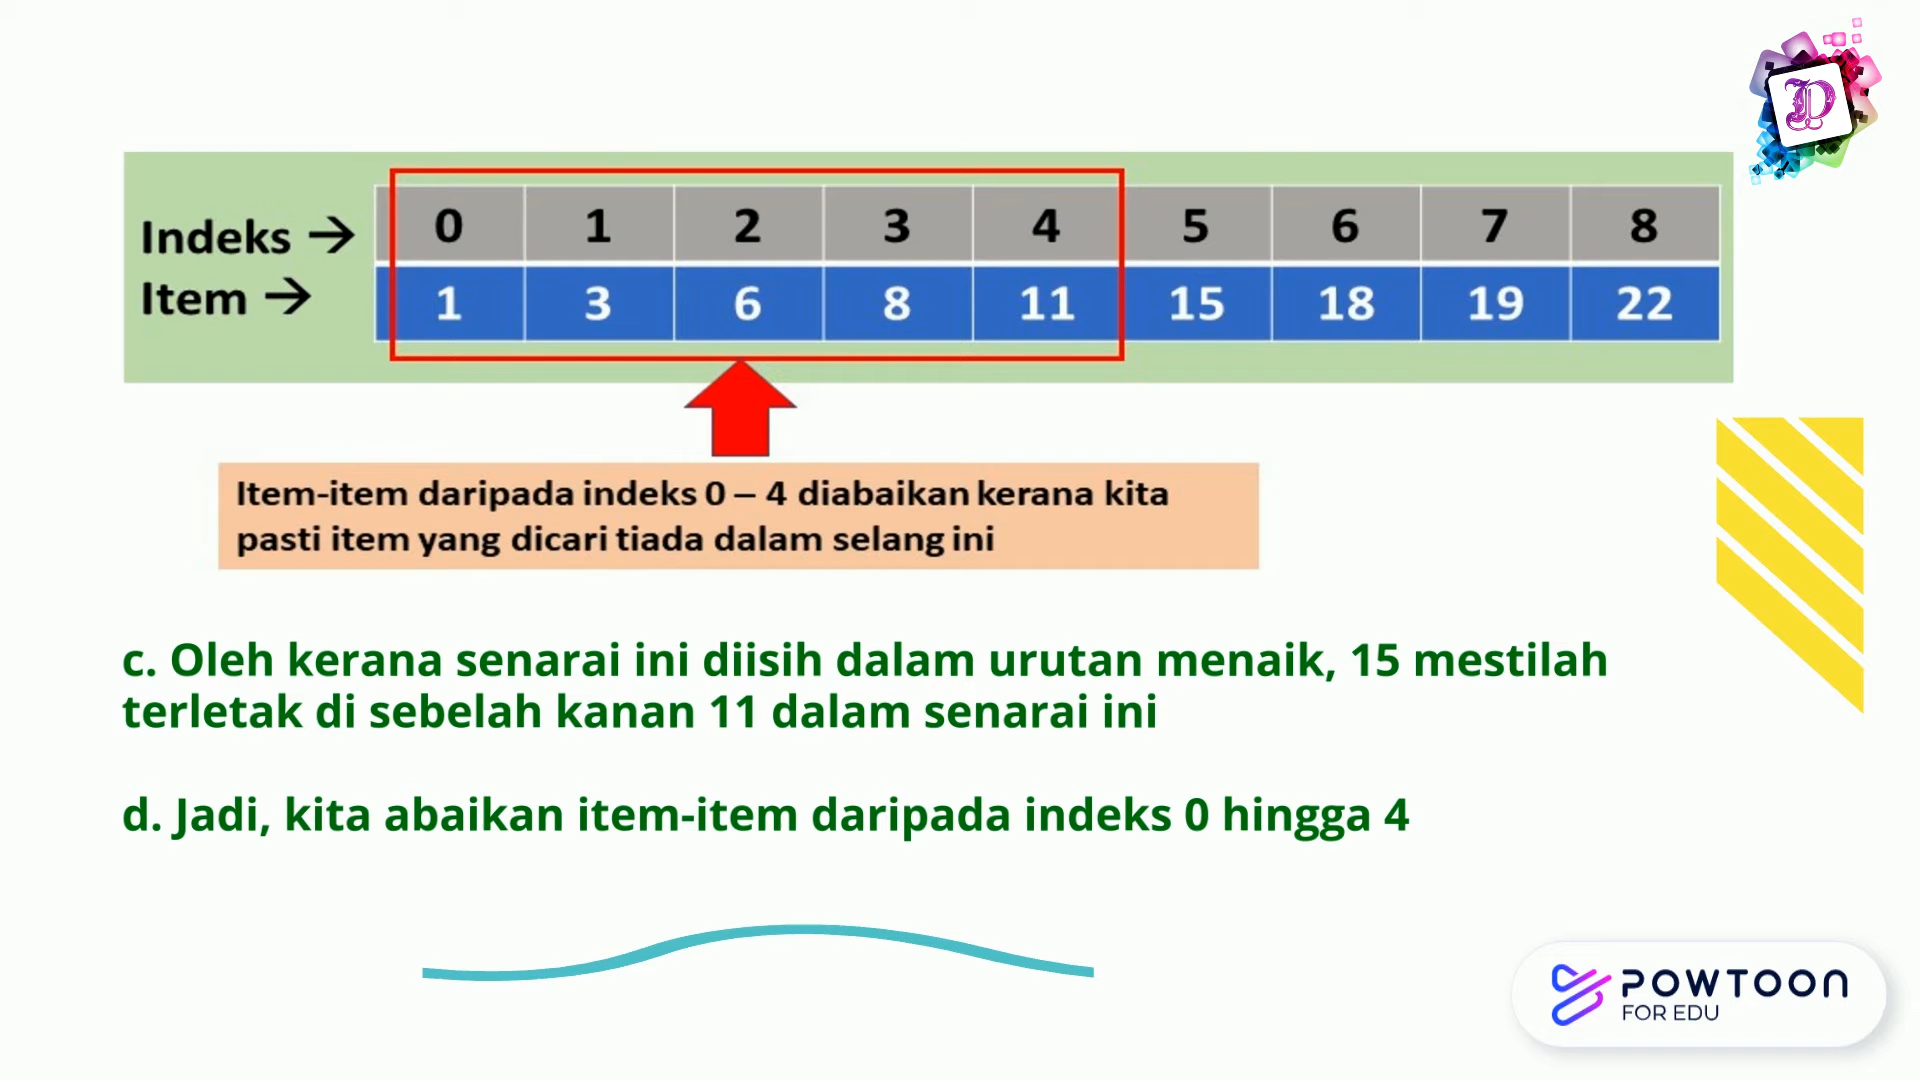 Indeks → 0 1 2 3 4 5 6 7 8
Item → 1 3 6 8 11 15 18 19 22
Item-item daripada indeks 0 – 4 diabaikan kerana kita
pasti item yang dicari tiada dalam selang ini
c. Oleh kerana senarai ini diisih dalam urutan menaik, 15 mestilah
terletak di sebelah kanan 11 dalam senarai ini
d. Jadi, kita abaikan item-item daripada indeks 0 hingga 4
POWTOON
FOR EDU